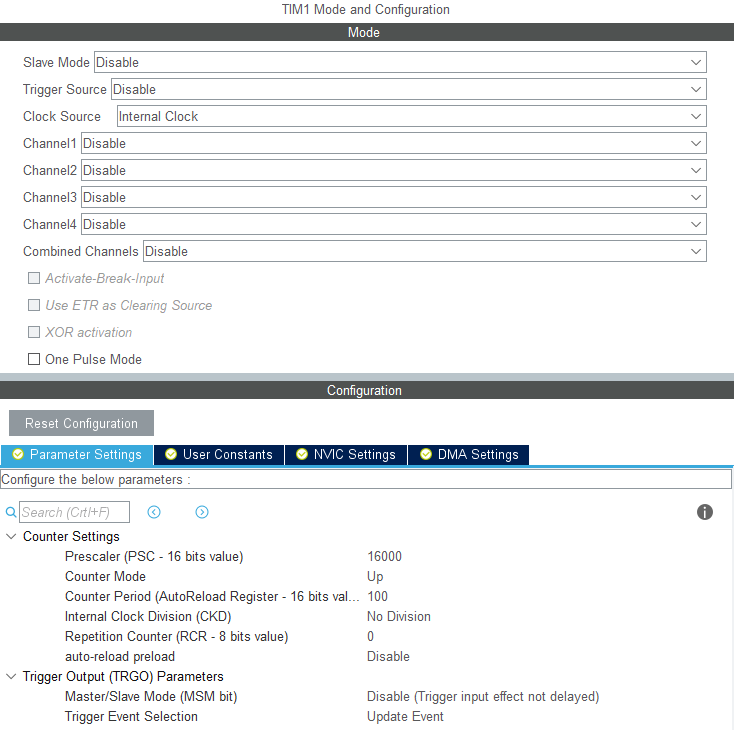 TIM1 Mode and Configuration
Mode
Slave Mode Disable
Trigger Source Disable
Clock Source Internal Clock
Channel1 Disable
Channel2 Disable
Channel3 Disable
Channel4 Disable
Combined Channels Disable
Activate-Break-Input
Use ETR as Clearing Source
XOR activation
One Pulse Mode
Configuration
Reset Configuration
Parameter Settings User Constants NVIC Settings DMA Settings
Configure the below parameters :
Search (Crtl+F)
Counter Settings
Prescaler (PSC - 16 bits value) 16000
Counter Mode Up
Counter Period (AutoReload Register - 16 bits val... 100
Internal Clock Division (CKD) No Division
Repetition Counter (RCR - 8 bits value) 0
auto-reload preload Disable
Trigger Output (TRGO) Parameters
Master/Slave Mode (MSM bit) Disable (Trigger input effect not delayed)
Trigger Event Selection Update Event